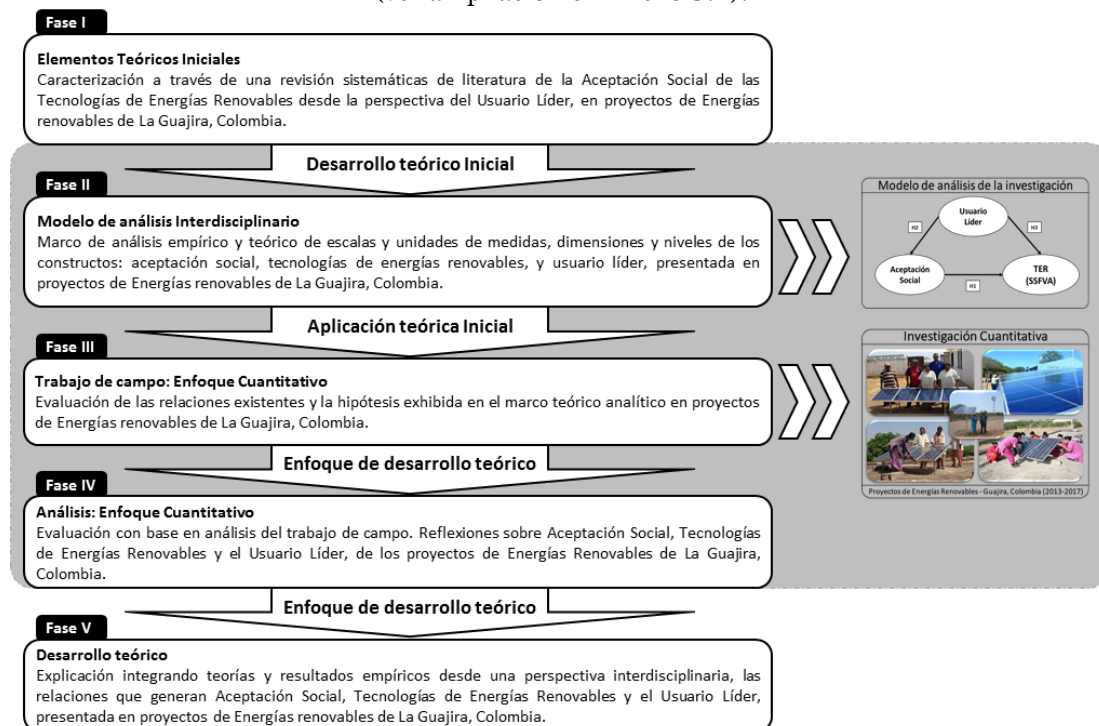 Fase I
Elementos Teóricos Iniciales
Caracterización a través de una revisión sistemáticas de literatura de la Aceptación Social de las
Tecnologías de Energías Renovables desde la perspectiva del Usuario Líder, en proyectos de Energías
renovables de La Guajira, Colombia.
Desarrollo teórico Inicial
Fase II
Modelo de análisis Interdisciplinario
Marco de análisis empírico y teórico de escalas y unidades de medidas, dimensiones y niveles de los
constructos: aceptación social, tecnologías de energías renovables, y usuario líder, presentada en
proyectos de Energías renovables de La Guajira, Colombia.
Modelo de análisis de la investigación
Usuario
Líder
H2
H3
Aceptación
Social
H1
TER
(SSFVA)
Aplicación teórica Inicial
Fase III
Trabajo de campo: Enfoque Cuantitativo
Evaluación de las relaciones existentes y la hipótesis exhibida en el marco teórico analítico en proyectos
de Energías renovables de La Guajira, Colombia.
Investigación Cuantitativa
Proyectos de Energías Renovables - Guajira, Colombia (2013-2017)
Enfoque de desarrollo teórico
Fase IV
Análisis: Enfoque Cuantitativo
Evaluación con base en análisis del trabajo de campo. Reflexiones sobre Aceptación Social, Tecnologías
de Energías Renovables y el Usuario Líder, de los proyectos de Energías Renovables de La Guajira,
Colombia.
Enfoque de desarrollo teórico
Fase V
Desarrollo teórico
Explicación integrando teorías y resultados empíricos desde una perspectiva interdisciplinaria, las
relaciones que generan Aceptación Social, Tecnologías de Energías Renovables y el Usuario Líder,
presentada en proyectos de Energías renovables de La Guajira, Colombia.